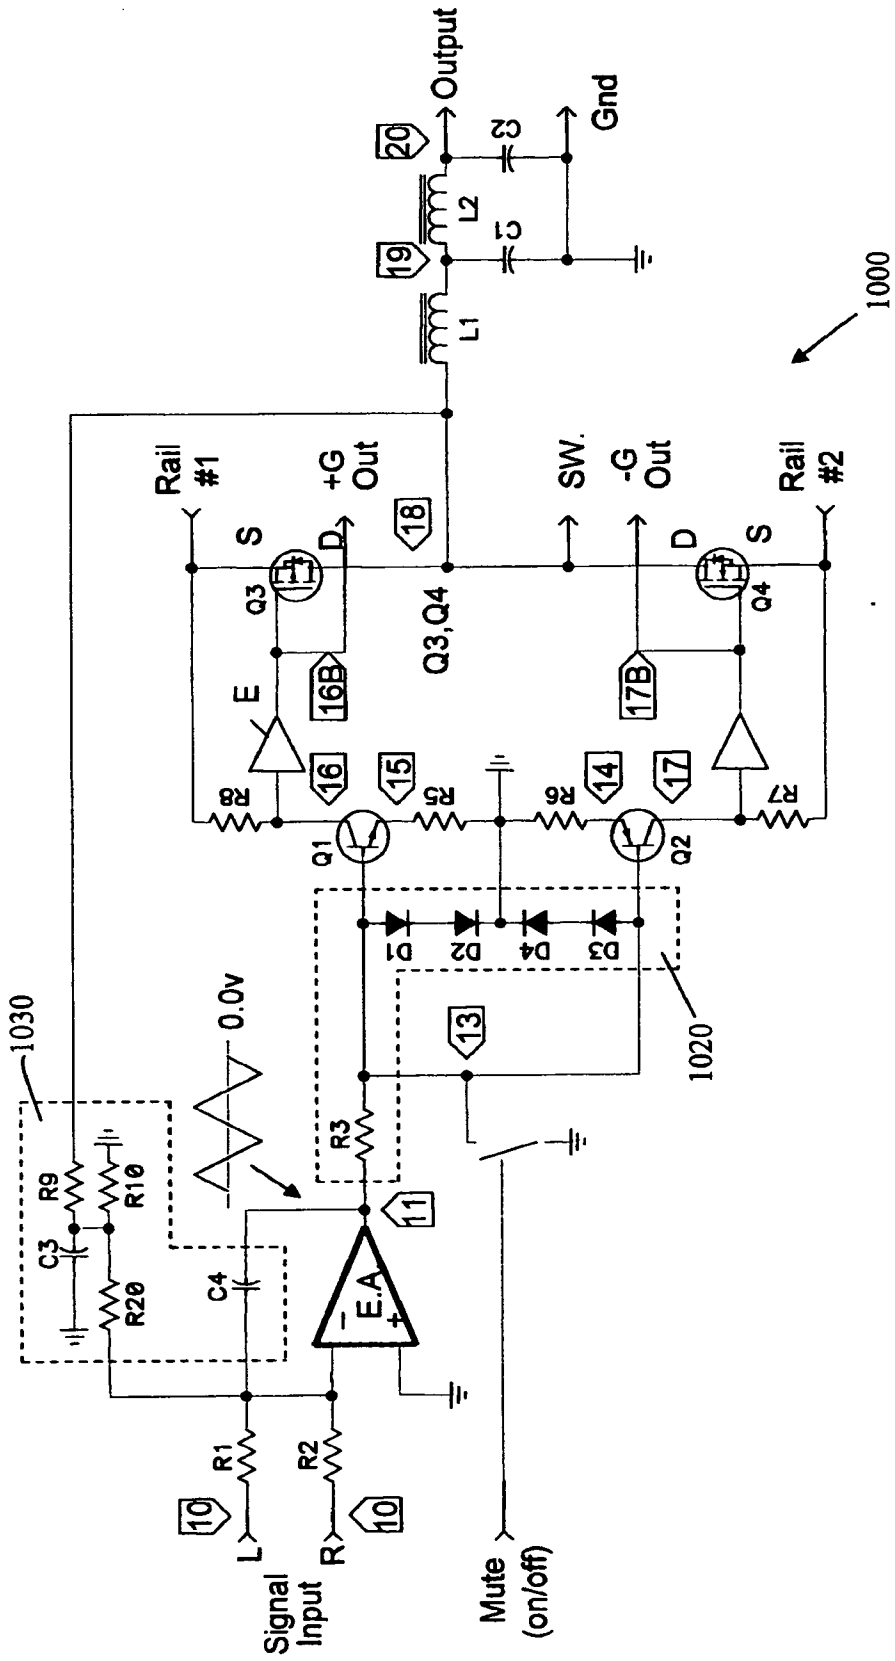 Signal
Input
L
R
10
10
R1
R2
Mute
(on/off)
1030
C3
R9
R20
R10
C4
0.0v
E.A.
−
+
11
R3
13
1020
D1
D2
D4
D3
Q1
Q2
R8
16
15
R5
R6
14
17
R7
E
16B
17B
Q3
Q4
S
D
D
S
Rail
#1
+G
Out
18
Q3,Q4
SW.
-G
Out
Rail
#2
L1
19
C1
L2
20
C2
Output
Gnd
1000